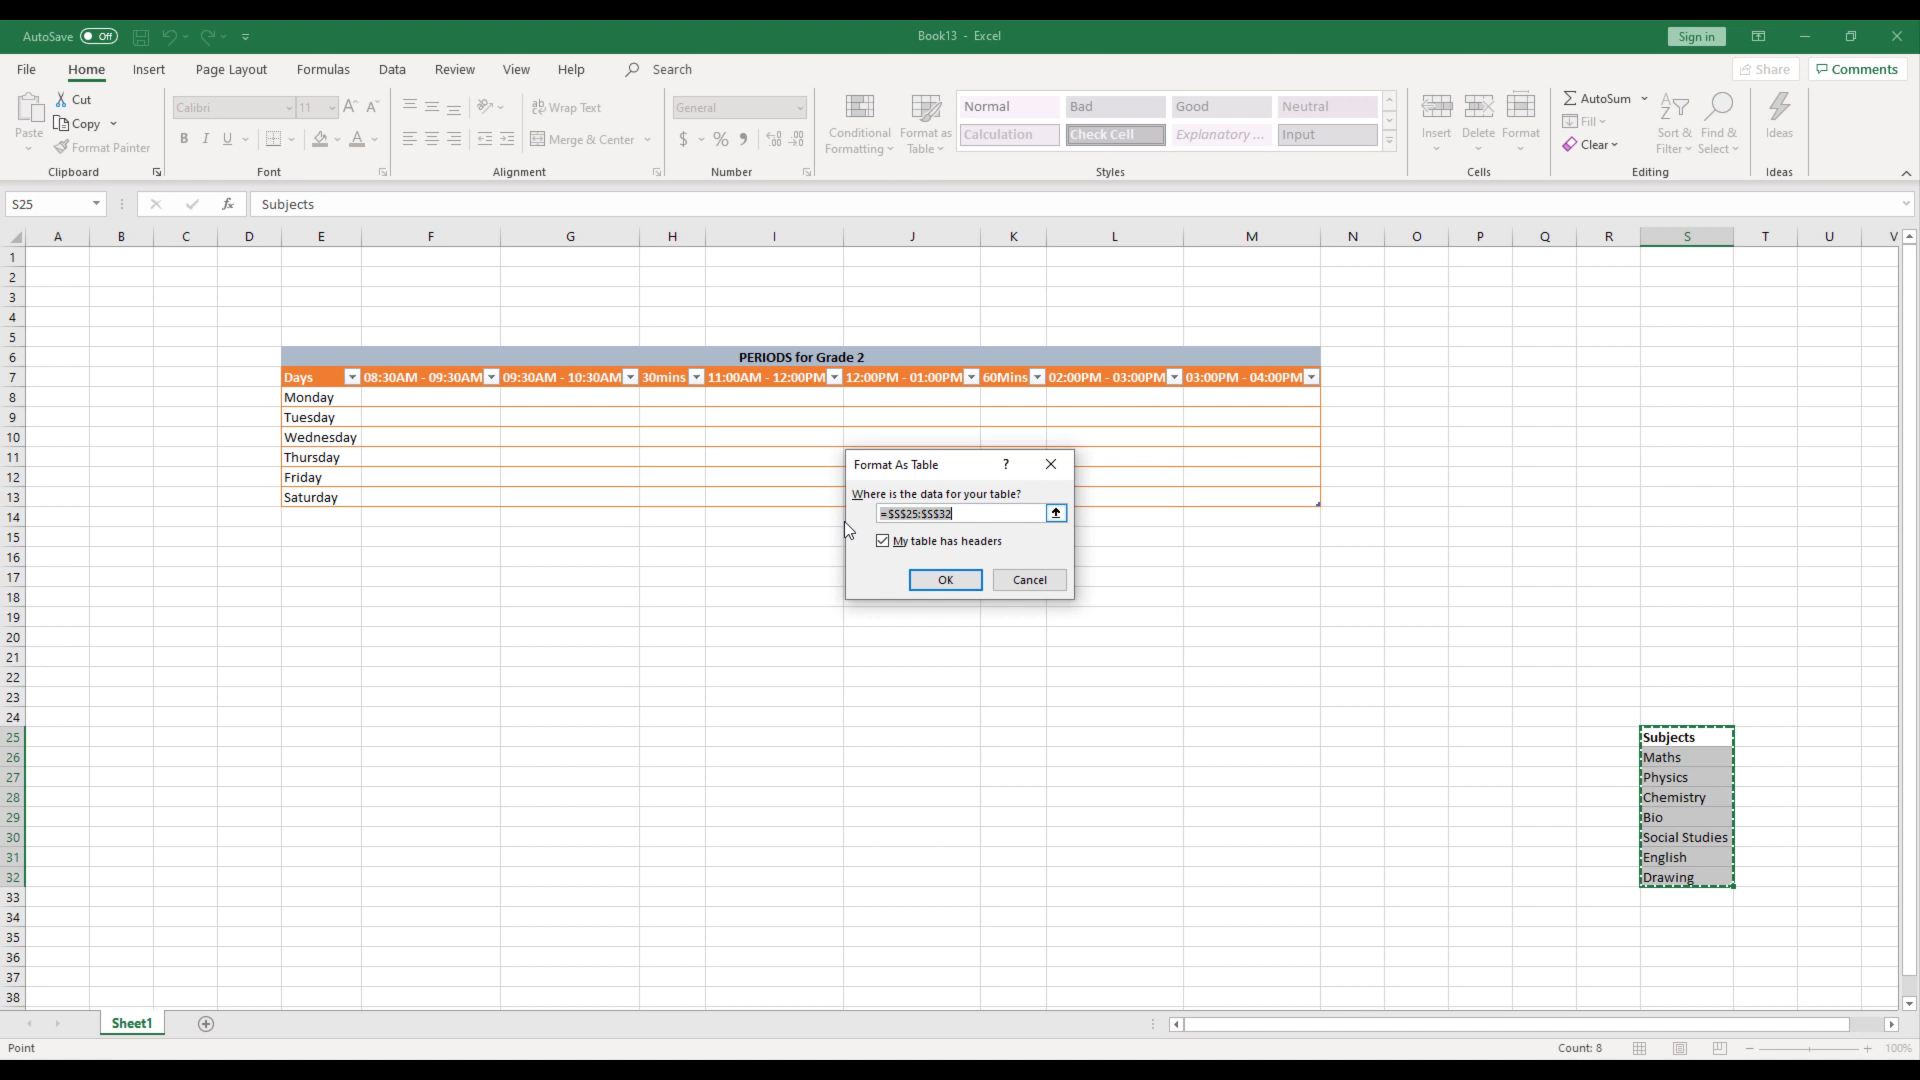 AutoSave Off
Book13 - Excel
Sign in
File Home Insert Page Layout Formulas Data Review View Help Search
Share Comments
Paste
Cut
Copy
Format Painter
Clipboard
Calibri 11
B I U
Font
Wrap Text
Merge & Center
Alignment
General
$ % ,
Number
Conditional
Formatting
Format as
Table
Normal Bad Good Neutral
Calculation Check Cell Explanatory ... Input
Styles
Insert Delete Format
Cells
AutoSum
Fill
Clear
Sort &
Filter
Find &
Select
Editing
Ideas
Ideas
S25 fx Subjects
A B C D E F G H I J K L M N O P Q R S T U V
1
2
3
4
5
6 PERIODS for Grade 2
7 Days 08:30AM - 09:30AM 09:30AM - 10:30AM 30mins 11:00AM - 12:00PM 12:00PM - 01:00PM 60Mins 02:00PM - 03:00PM 03:00PM - 04:00PM
8 Monday
9 Tuesday
10 Wednesday
11 Thursday
12 Friday
13 Saturday
Format As Table ?
Where is the data for your table?
=$S$25:$S$32
My table has headers
OK Cancel
14
15
16
17
18
19
20
21
22
23
24
25 Subjects
26 Maths
27 Physics
28 Chemistry
29 Bio
30 Social Studies
31 English
32 Drawing
33
34
35
36
37
38
Sheet1
Point
Count: 8
100%